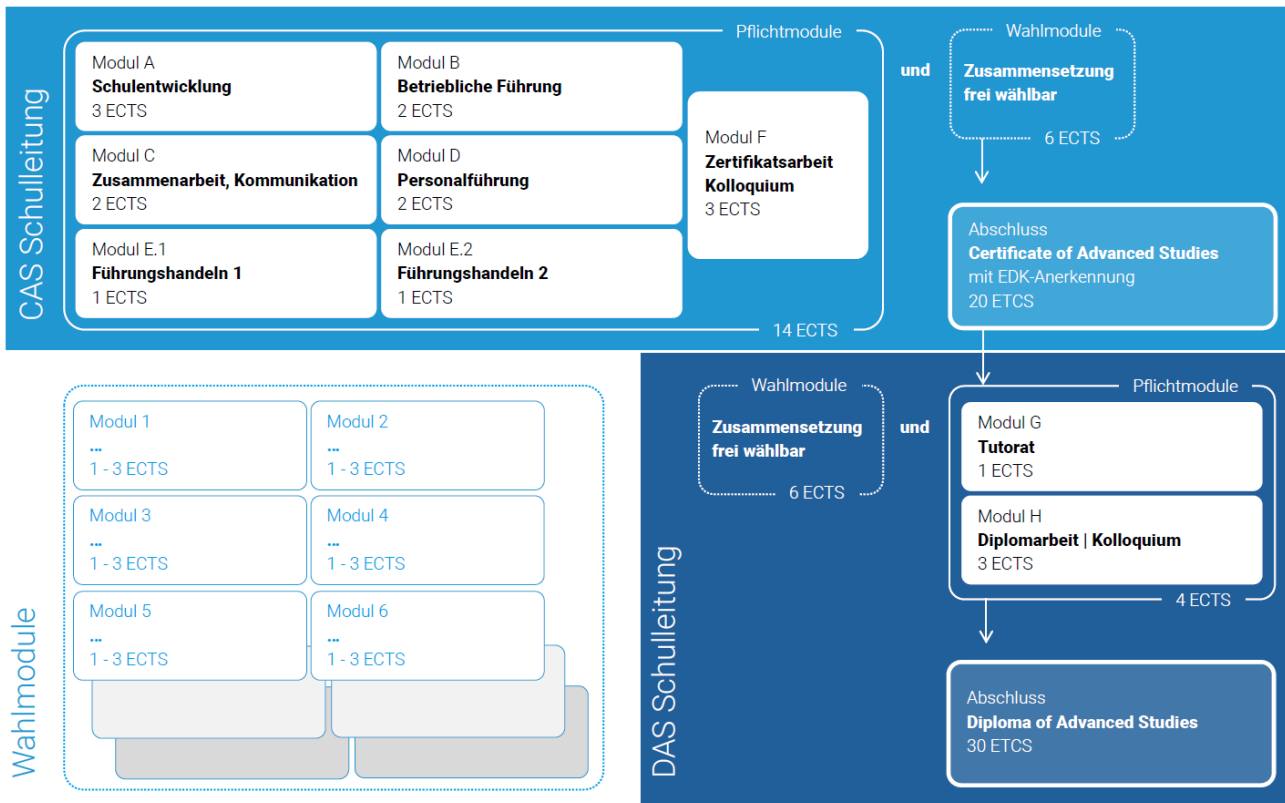 CAS Schulleitung
Pflichtmodule
Modul A
Schulentwicklung
3 ECTS
Modul B
Betriebliche Führung
2 ECTS
Modul C
Zusammenarbeit, Kommunikation
2 ECTS
Modul D
Personalführung
2 ECTS
Modul E.1
Führungshandeln 1
1 ECTS
Modul E.2
Führungshandeln 2
1 ECTS
Modul F
Zertifikatsarbeit
Kolloquium
3 ECTS
14 ECTS
und
Wahlmodule
Zusammensetzung
frei wählbar
6 ECTS
Abschluss
Certificate of Advanced Studies
mit EDK-Anerkennung
20 ETCS
Wahlmodule
Modul 1
...
1 - 3 ECTS
Modul 2
...
1 - 3 ECTS
Modul 3
...
1 - 3 ECTS
Modul 4
...
1 - 3 ECTS
Modul 5
...
1 - 3 ECTS
Modul 6
...
1 - 3 ECTS
DAS Schulleitung
Wahlmodule
Zusammensetzung
frei wählbar
6 ECTS
und
Pflichtmodule
Modul G
Tutorat
1 ECTS
Modul H
Diplomarbeit | Kolloquium
3 ECTS
4 ECTS
Abschluss
Diploma of Advanced Studies
30 ETCS